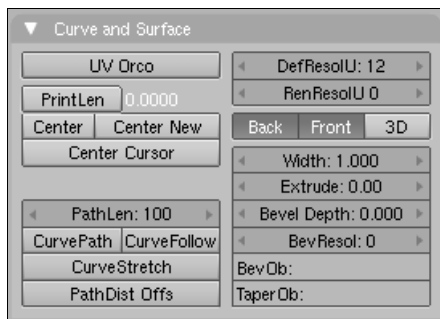 Curve and Surface
UV Orco
PrintLen 0.0000
Center Center New
Center Cursor
PathLen: 100
CurvePath CurveFollow
CurveStretch
PathDist Offs
DefResolU: 12
RenResolU 0
Back Front 3D
Width: 1.000
Extrude: 0.00
Bevel Depth: 0.000
BevResol: 0
BevOb:
TaperOb: